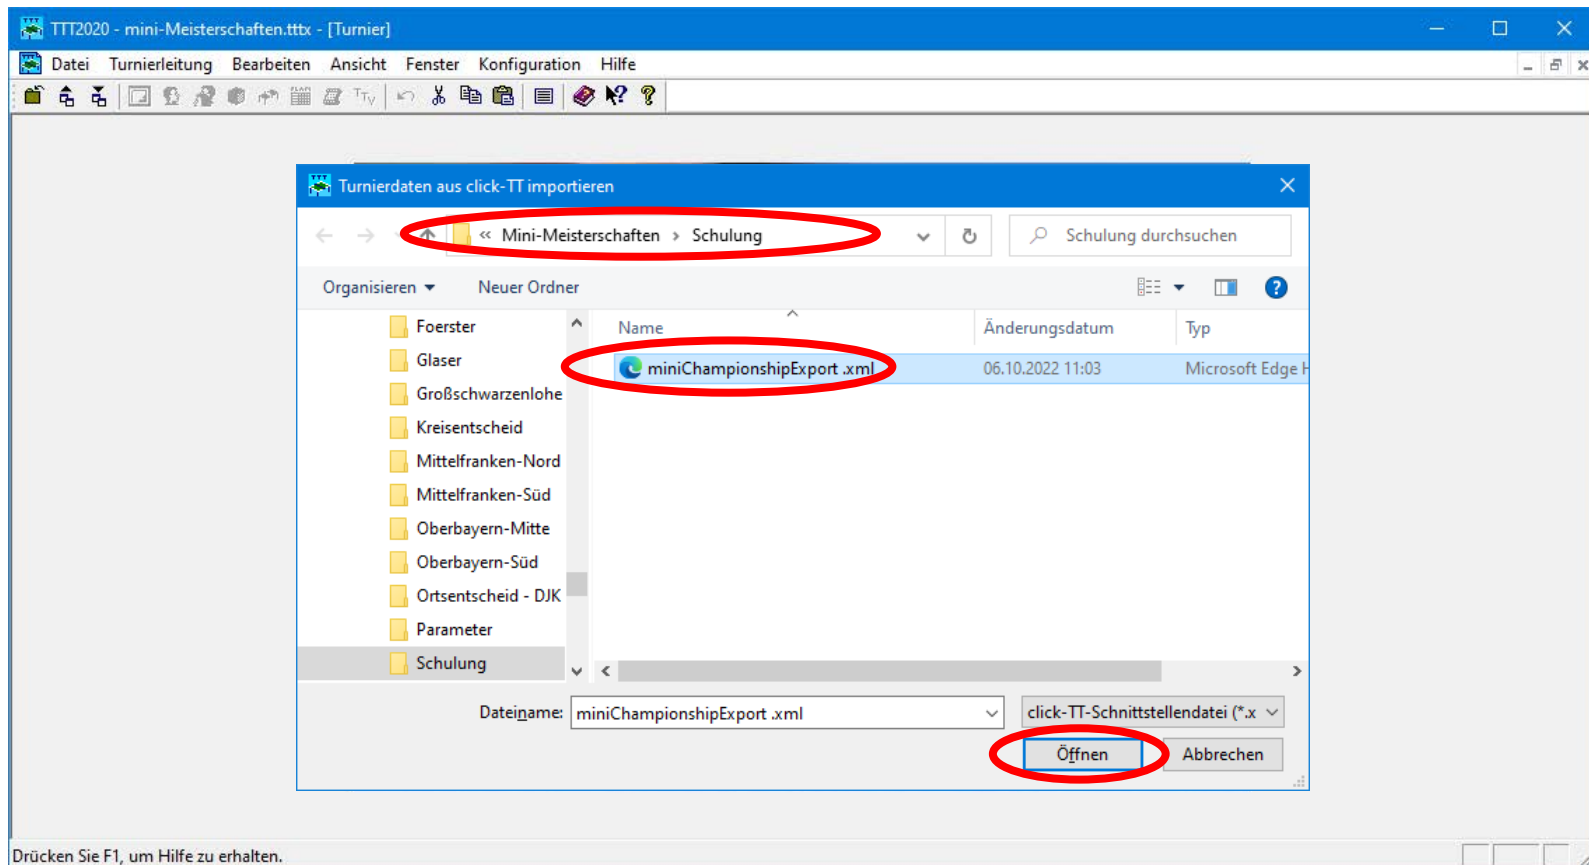 TTT2020 - mini-Meisterschaften.tttx - [Turnier]
Datei Turnierleitung Bearbeiten Ansicht Fenster Konfiguration Hilfe
Turnierdaten aus click-TT importieren
« Mini-Meisterschaften › Schulung
Schulung durchsuchen
Organisieren
Neuer Ordner
Name Änderungsdatum Typ
miniChampionshipExport .xml 06.10.2022 11:03 Microsoft Edge H
Foerster
Glaser
Großschwarzenlohe
Kreisentscheid
Mittelfranken-Nord
Mittelfranken-Süd
Oberbayern-Mitte
Oberbayern-Süd
Ortsentscheid - DJK
Parameter
Schulung
Dateiname: miniChampionshipExport .xml
click-TT-Schnittstellendatei (*.x
Öffnen Abbrechen
Drücken Sie F1, um Hilfe zu erhalten.